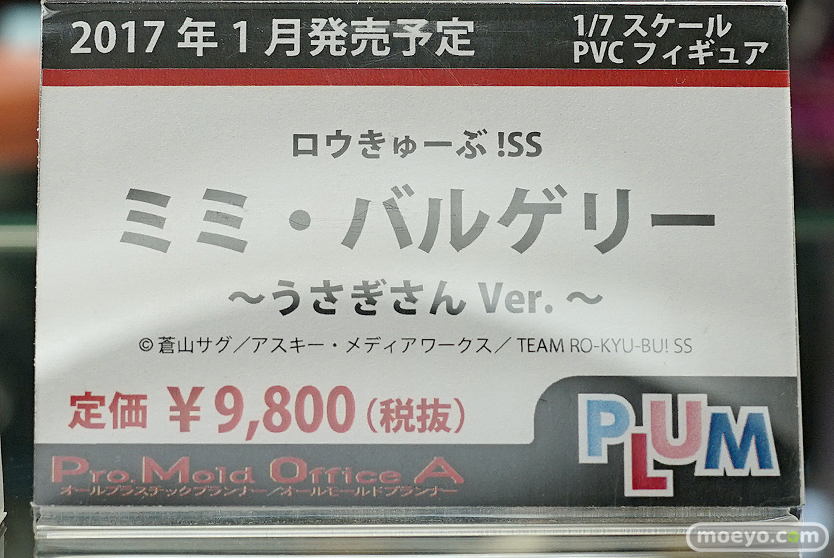 2017年1月発売予定
1/7 スケール
PVC フィギュア
ロウきゅーぶ!SS
ミミ・バルゲリー
～うさぎさん Ver.～
©蒼山サグ／アスキー・メディアワークス／ TEAM RO-KYU-BU! SS
定価 ￥9,800（税抜）
PLUM
Pro.Mold Office A
オールプラスチックプランナー／オールモールドプランナー
moeyo.com